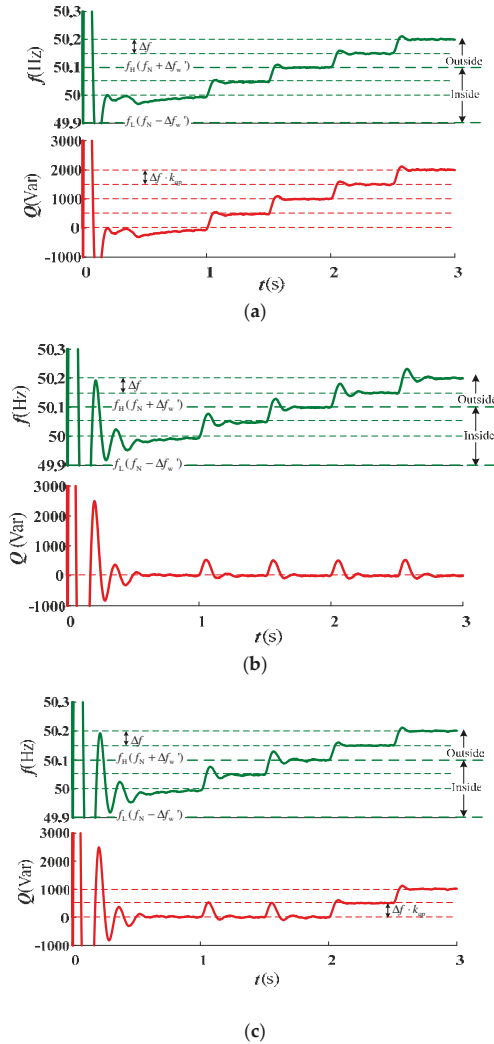 50.3
50.2
50.1
50
49.9
f(Hz)
Δf
f_H(f_N+Δf_w')
f_L(f_N−Δf_w')
Outside
Inside
3000
2000
1000
0
-1000
Q(Var)
Δf·k_qp
0 1 2 3
t(s)
(a)
50.3
50.2
50.1
50
49.9
f(Hz)
Δf
f_H(f_N+Δf_w')
f_L(f_N−Δf_w')
Outside
Inside
3000
2000
1000
0
-1000
Q (Var)
0 1 2 3
t(s)
(b)
50.3
50.2
50.1
50
49.9
f(Hz)
Δf
f_H(f_N+Δf_w')
f_L(f_N−Δf_w')
Outside
Inside
3000
2000
1000
0
-1000
Q(Var)
Δf·k_qp
0 1 2 3
t(s)
(c)